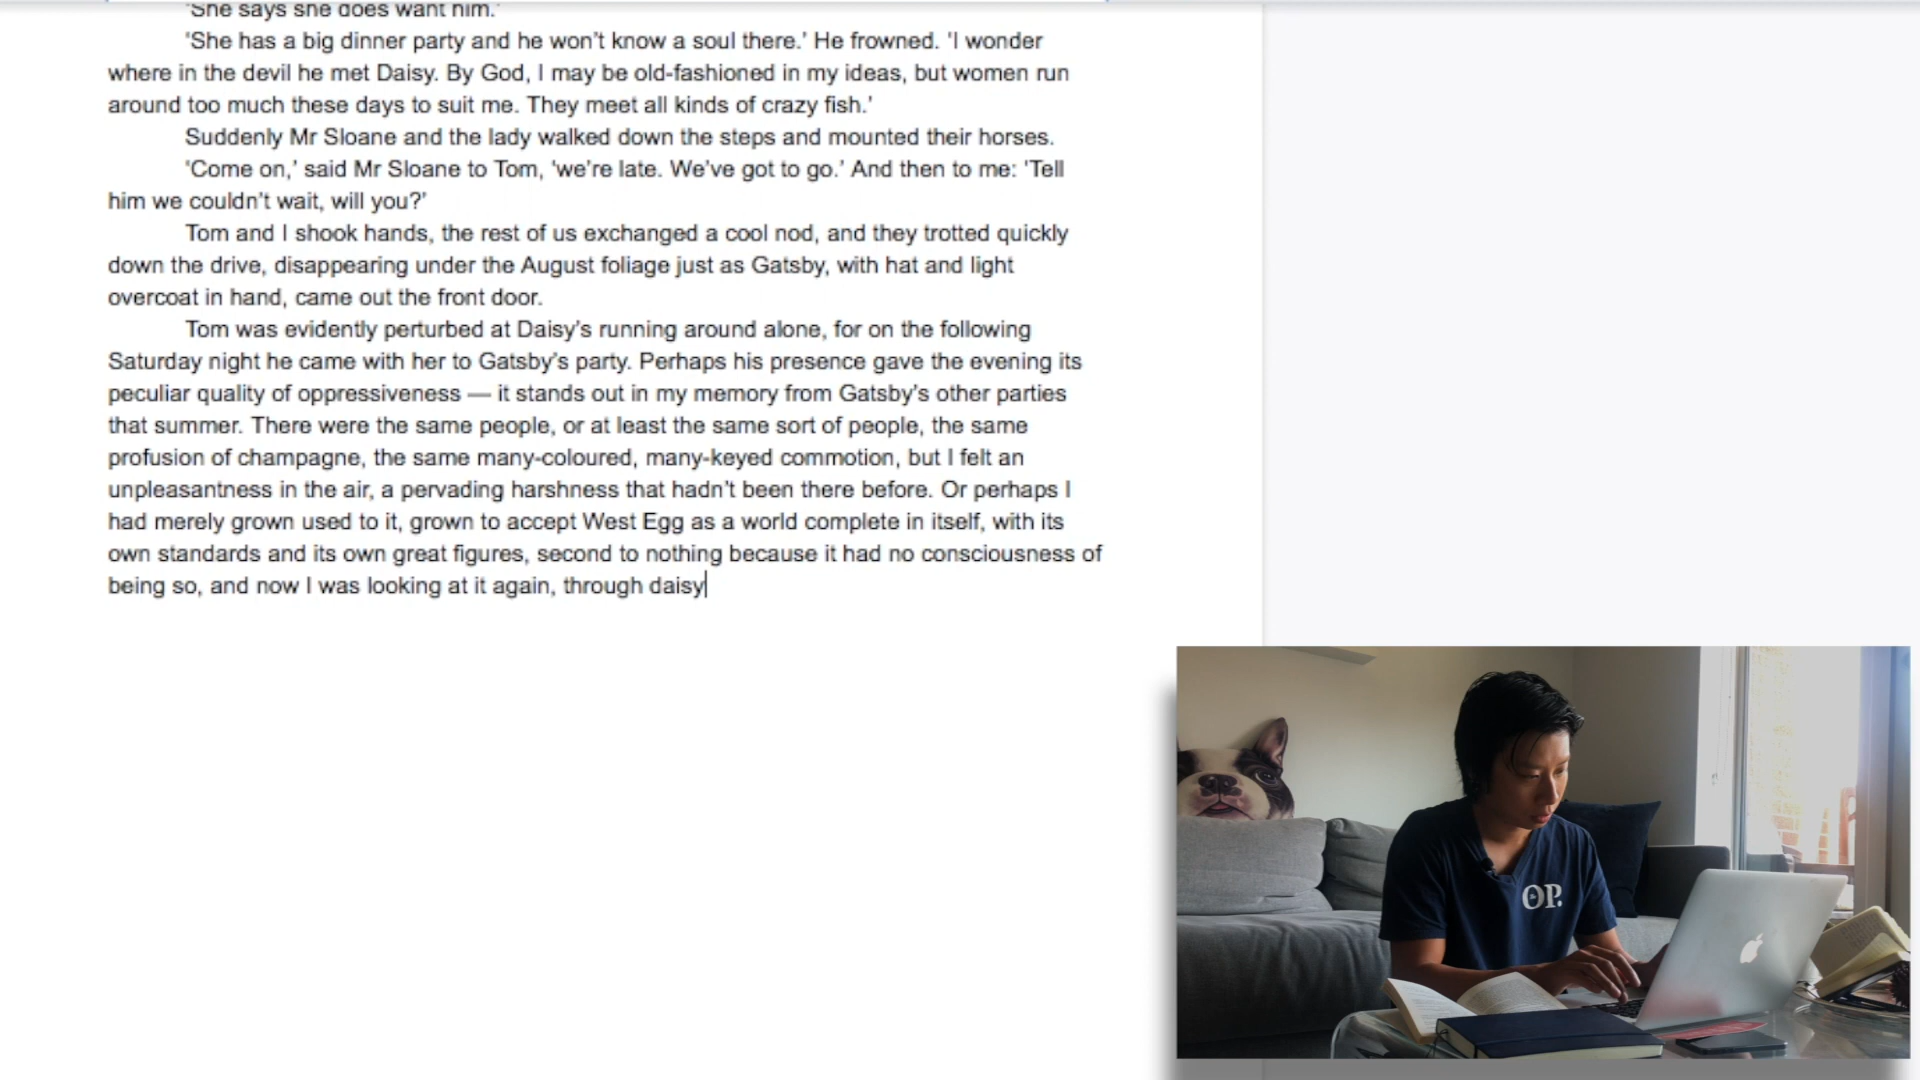 'She says she does want him.'
'She has a big dinner party and he won't know a soul there.' He frowned. 'I wonder
where in the devil he met Daisy. By God, I may be old-fashioned in my ideas, but women run
around too much these days to suit me. They meet all kinds of crazy fish.'
Suddenly Mr Sloane and the lady walked down the steps and mounted their horses.
'Come on,' said Mr Sloane to Tom, 'we're late. We've got to go.' And then to me: 'Tell
him we couldn't wait, will you?'
Tom and I shook hands, the rest of us exchanged a cool nod, and they trotted quickly
down the drive, disappearing under the August foliage just as Gatsby, with hat and light
overcoat in hand, came out the front door.
Tom was evidently perturbed at Daisy's running around alone, for on the following
Saturday night he came with her to Gatsby's party. Perhaps his presence gave the evening its
peculiar quality of oppressiveness — it stands out in my memory from Gatsby's other parties
that summer. There were the same people, or at least the same sort of people, the same
profusion of champagne, the same many-coloured, many-keyed commotion, but I felt an
unpleasantness in the air, a pervading harshness that hadn't been there before. Or perhaps I
had merely grown used to it, grown to accept West Egg as a world complete in itself, with its
own standards and its own great figures, second to nothing because it had no consciousness of
being so, and now I was looking at it again, through daisy
OP.